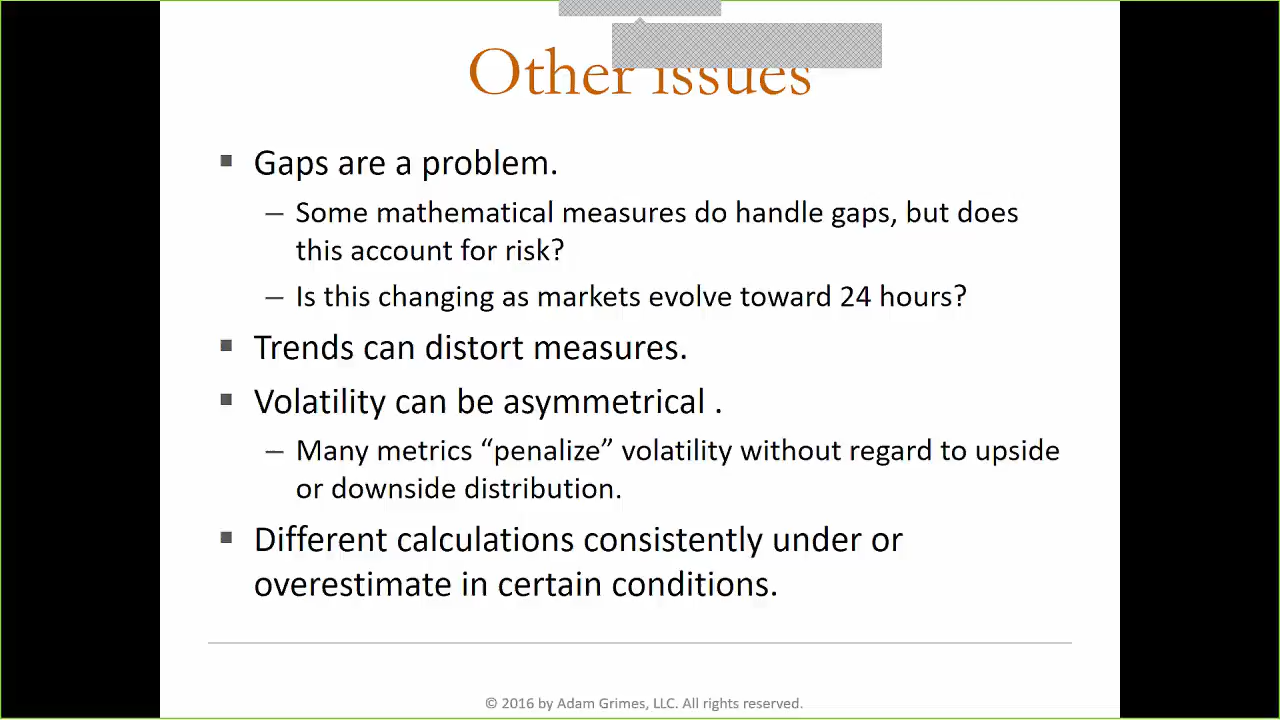 Other issues
▪ Gaps are a problem.
– Some mathematical measures do handle gaps, but does
this account for risk?
– Is this changing as markets evolve toward 24 hours?
▪ Trends can distort measures.
▪ Volatility can be asymmetrical .
– Many metrics “penalize” volatility without regard to upside
or downside distribution.
▪ Different calculations consistently under or
overestimate in certain conditions.
© 2016 by Adam Grimes, LLC. All rights reserved.